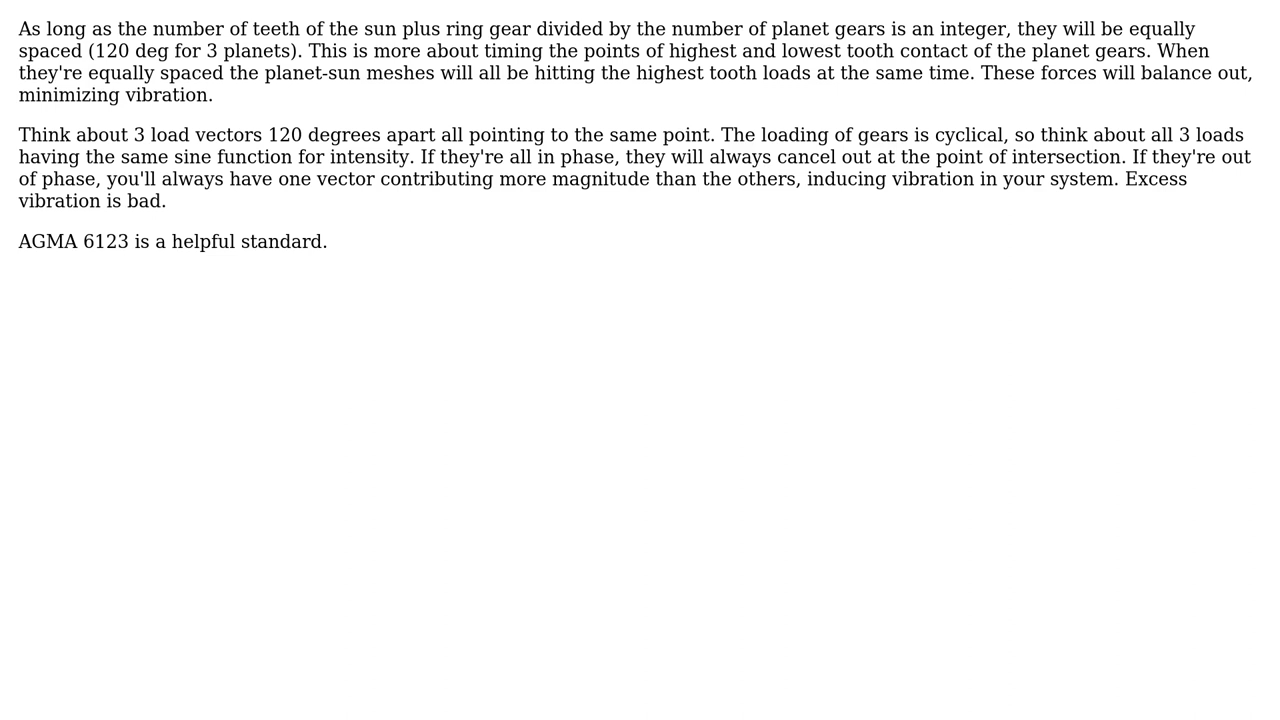 As long as the number of teeth of the sun plus ring gear divided by the number of planet gears is an integer, they will be equally
spaced (120 deg for 3 planets). This is more about timing the points of highest and lowest tooth contact of the planet gears. When
they're equally spaced the planet-sun meshes will all be hitting the highest tooth loads at the same time. These forces will balance out,
minimizing vibration.
Think about 3 load vectors 120 degrees apart all pointing to the same point. The loading of gears is cyclical, so think about all 3 loads
having the same sine function for intensity. If they're all in phase, they will always cancel out at the point of intersection. If they're out
of phase, you'll always have one vector contributing more magnitude than the others, inducing vibration in your system. Excess
vibration is bad.
AGMA 6123 is a helpful standard.